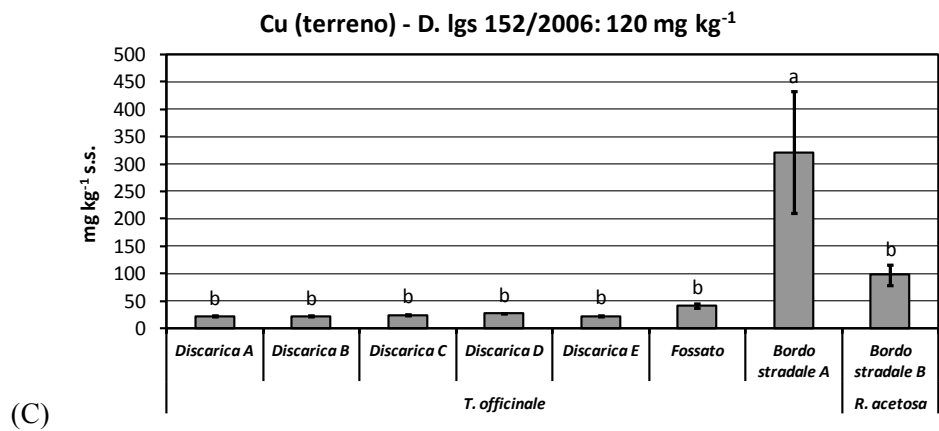 Cu (terreno) - D. lgs 152/2006: 120 mg kg⁻¹
mg kg⁻¹ s.s.
500
450
400
350
300
250
200
150
100
50
0
b
b
b
b
b
b
a
b
Discarica A
Discarica B
Discarica C
Discarica D
Discarica E
Fossato
Bordo
stradale A
Bordo
stradale B
T. officinale
R. acetosa
(C)